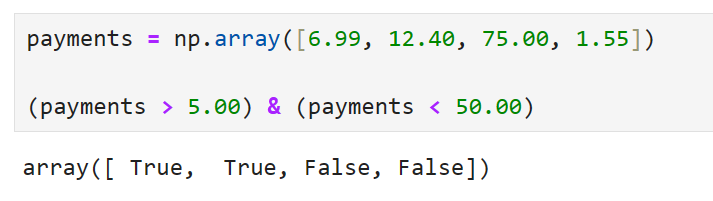 payments = np.array([6.99, 12.40, 75.00, 1.55])
(payments > 5.00) & (payments < 50.00)
array([ True,  True, False, False])